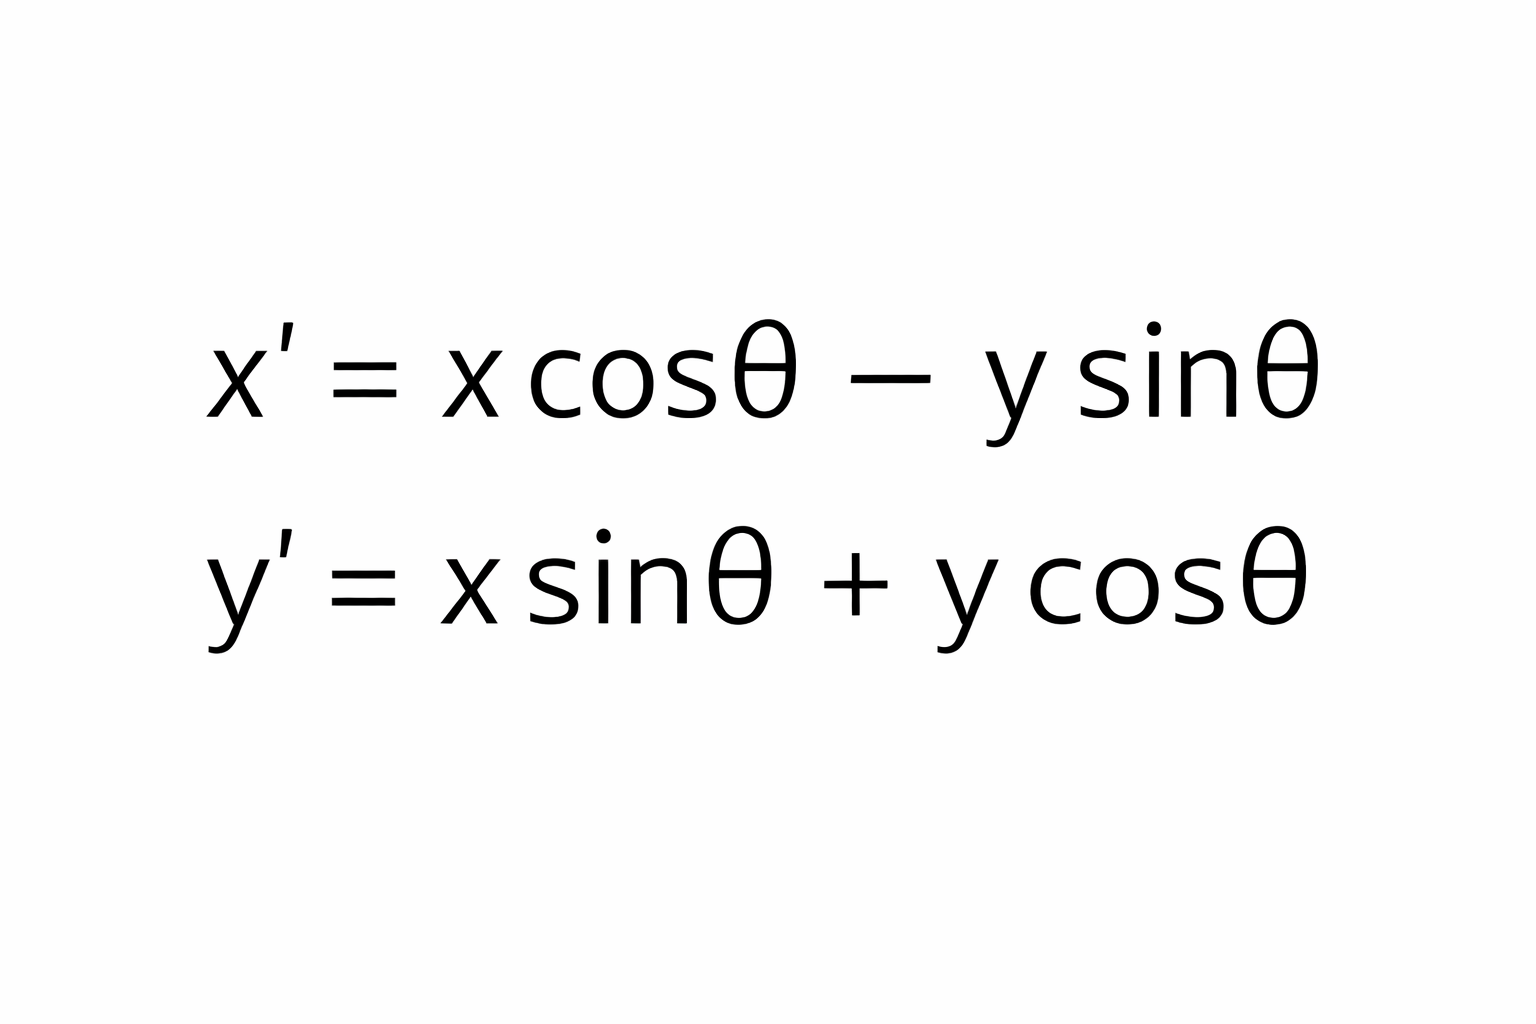 x' = x cosθ − y sinθ
y' = x sinθ + y cosθ